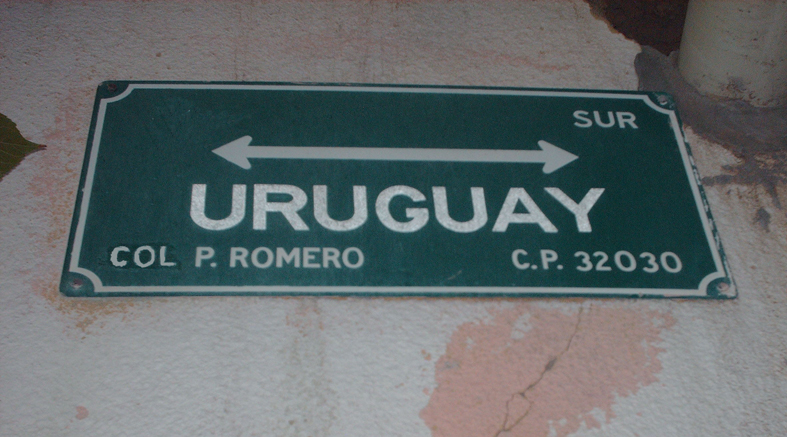 SUR
URUGUAY
COL P. ROMERO C.P. 32030